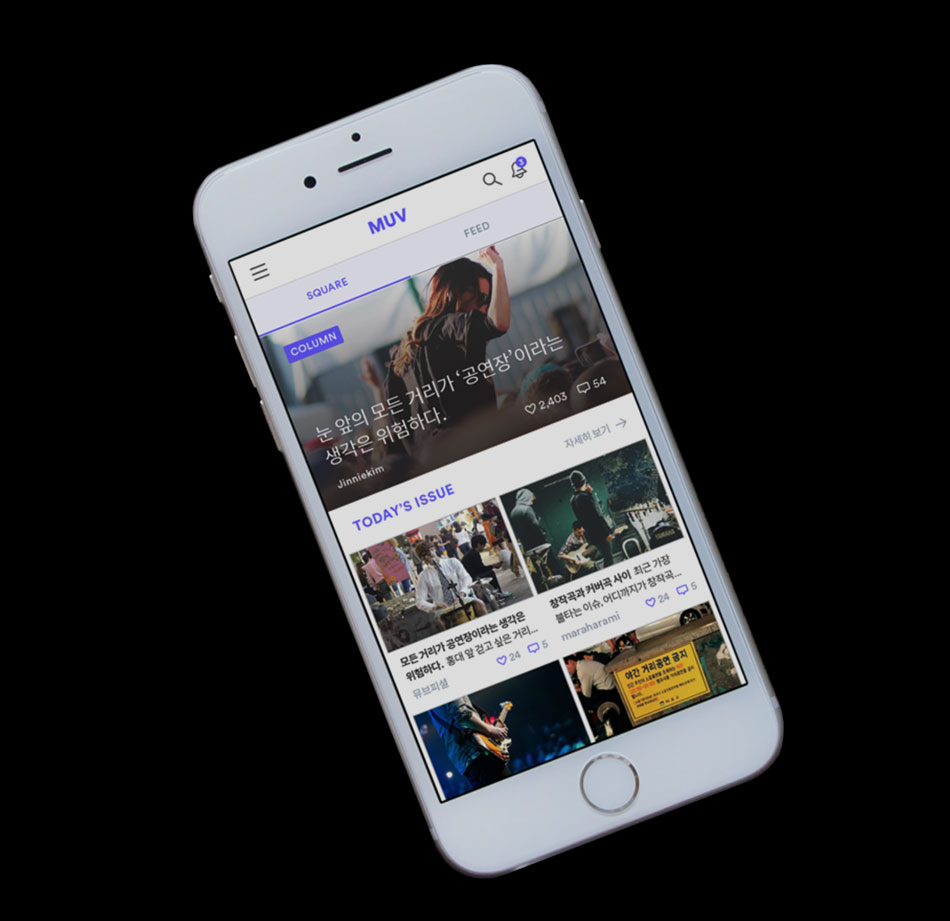 3
MUV
SQUARE
FEED
COLUMN
눈 앞의 모든 거리가 ‘공연장’이라는
생각은 위험하다.
Jinniekim
2,403
54
TODAY'S ISSUE
자세히 보기
모든 거리가 공연장이라는 생각은
위험하다. 홍대 앞 걷고 싶은 거리...
24
5
뮤브피셜
창작곡과 커버곡 사이 최근 가장
불타는 이슈, 어디까지가 창작곡...
24
5
maraharami
야간 거리공연 금지